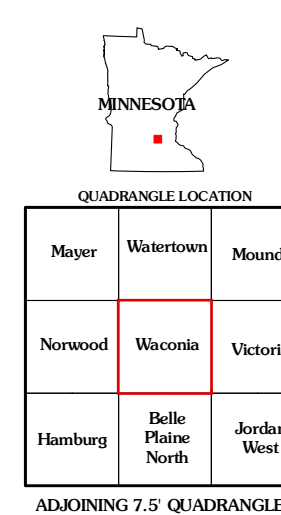 MINNESOTA
QUADRANGLE LOCATION
Mayer
Watertown
Mound
Norwood
Waconia
Victori
Hamburg
Belle
Plaine
North
Jordan
West
ADJOINING 7.5' QUADRANGLE